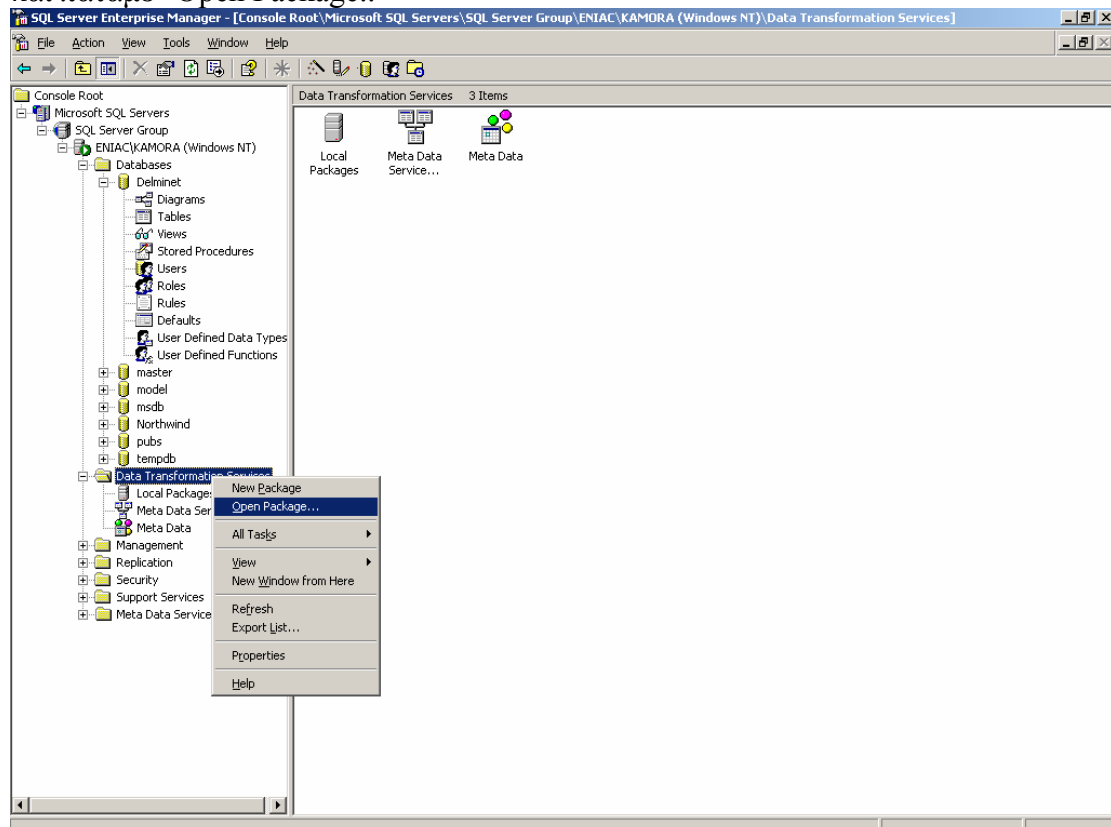 και πατάμε "Open Package..
SQL Server Enterprise Manager - [Console Root\Microsoft SQL Servers\SQL Server Group\ENIAC\KAMORA (Windows NT)\Data Transformation Services]
File Action View Tools Window Help
Console Root
Microsoft SQL Servers
SQL Server Group
ENIAC\KAMORA (Windows NT)
Databases
Delminet
Diagrams
Tables
Views
Stored Procedures
Users
Roles
Rules
Defaults
User Defined Data Types
User Defined Functions
master
model
msdb
Northwind
pubs
tempdb
Data Transformation Services
Local Packages
Meta Data Ser
Meta Data
Management
Replication
Security
Support Services
Meta Data Service
New Package
Open Package...
All Tasks
View
New Window from Here
Refresh
Export List...
Properties
Help
Data Transformation Services 3 Items
Local Packages
Meta Data Service...
Meta Data